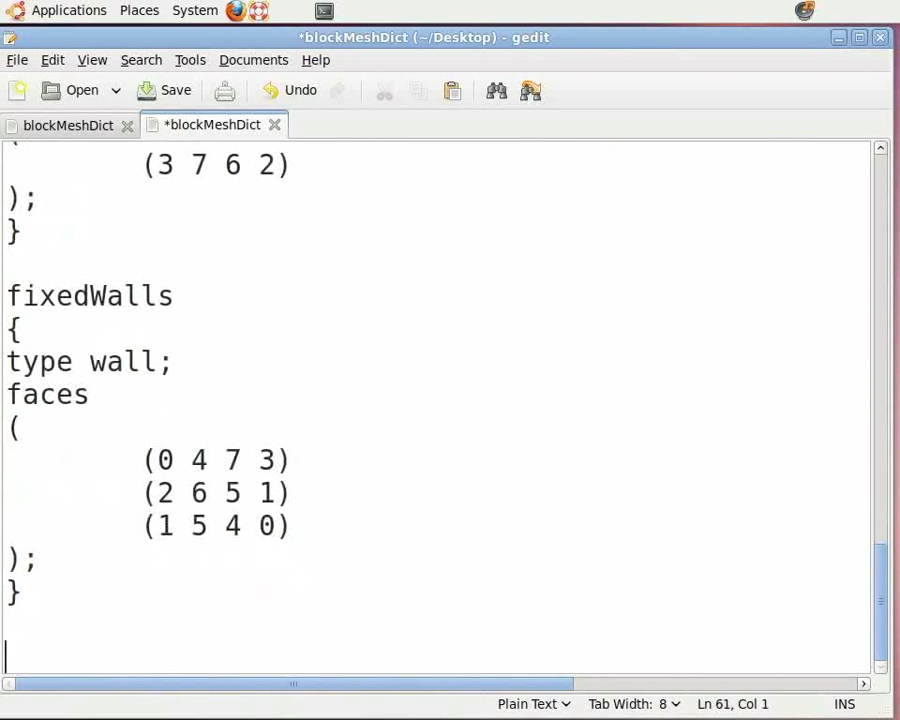 Applications Places System
*blockMeshDict (~/Desktop) - gedit
File Edit View Search Tools Documents Help
Open Save Undo
blockMeshDict *blockMeshDict
(
(3 7 6 2)
);
}
fixedWalls
{
type wall;
faces
(
(0 4 7 3)
(2 6 5 1)
(1 5 4 0)
);
}
Plain Text Tab Width: 8 Ln 61, Col 1 INS